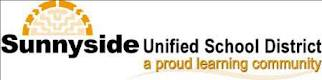 Sunnyside Unified School District
a proud learning community